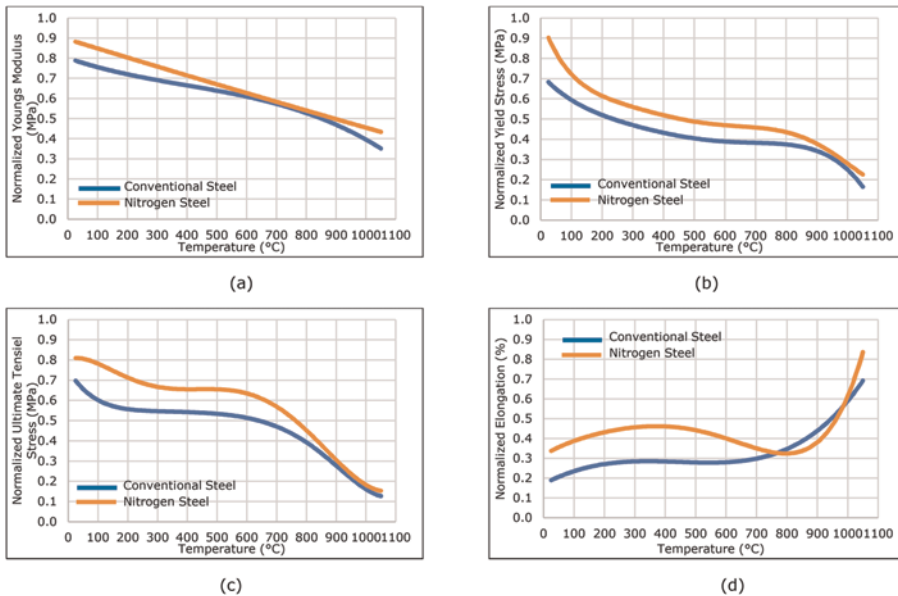 Normalized Youngs Modulus
(MPa)
1.0
0.9
0.8
0.7
0.6
0.5
0.4
0.3
0.2
0.1
0.0
Conventional Steel
Nitrogen Steel
0 100 200 300 400 500 600 700 800 900 10001100
Temperature (°C)
(a)
Normalized Yield Stress (MPa)
1.0
0.9
0.8
0.7
0.6
0.5
0.4
0.3
0.2
0.1
0.0
Conventional Steel
Nitrogen Steel
0 100 200 300 400 500 600 700 800 900 10001100
Temperature (°C)
(b)
Normalized Ultimate Tensiel
Stress (MPa)
1.0
0.9
0.8
0.7
0.6
0.5
0.4
0.3
0.2
0.1
0.0
Conventional Steel
Nitrogen Steel
0 100 200 300 400 500 600 700 800 900 10001100
Temperature (°C)
(c)
Normalized Elongation (%)
1.0
0.9
0.8
0.7
0.6
0.5
0.4
0.3
0.2
0.1
0.0
Conventional Steel
Nitrogen Steel
0 100 200 300 400 500 600 700 800 900 10001100
Temperature (°C)
(d)